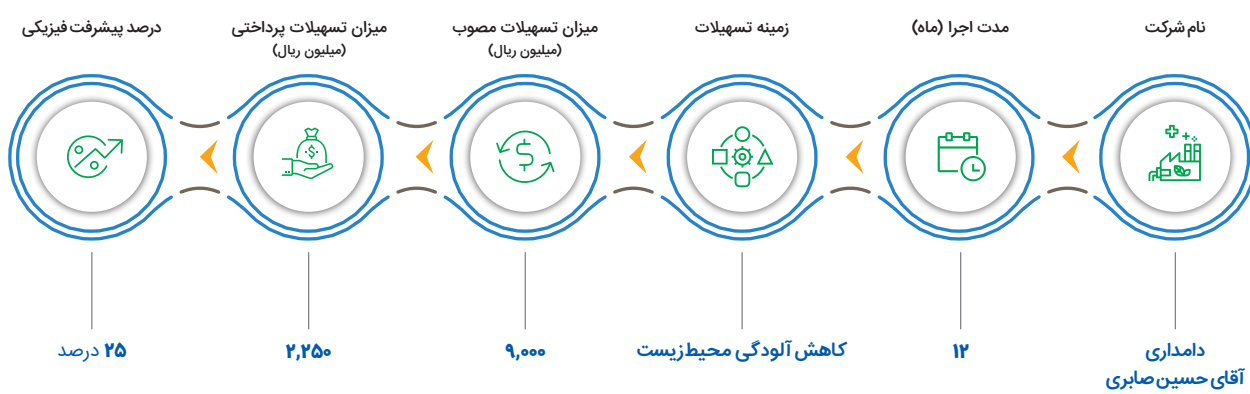 نام شرکت
مدت اجرا (ماه)
زمینه تسهیلات
میزان تسهیلات مصوب
(میلیون ریال)
میزان تسهیلات پرداختی
(میلیون ریال)
درصد پیشرفت فیزیکی
دامداری
آقای حسین صابری
۱۲
کاهش آلودگی محیط‌زیست
۹,۰۰۰
۲,۲۵۰
۲۵ درصد